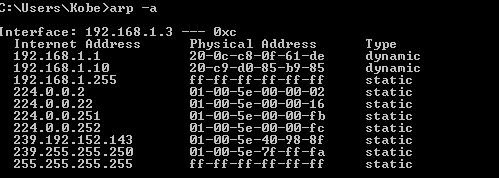 C:\Users\Kobe>arp -a
Interface: 192.168.1.3 --- 0xc
Internet Address Physical Address Type
192.168.1.1 20-0c-c8-0f-61-de dynamic
192.168.1.10 20-c9-d0-85-b9-85 dynamic
192.168.1.255 ff-ff-ff-ff-ff-ff static
224.0.0.2 01-00-5e-00-00-02 static
224.0.0.22 01-00-5e-00-00-16 static
224.0.0.251 01-00-5e-00-00-fb static
224.0.0.252 01-00-5e-00-00-fc static
239.192.152.143 01-00-5e-40-98-8f static
239.255.255.250 01-00-5e-7f-ff-fa static
255.255.255.255 ff-ff-ff-ff-ff-ff static